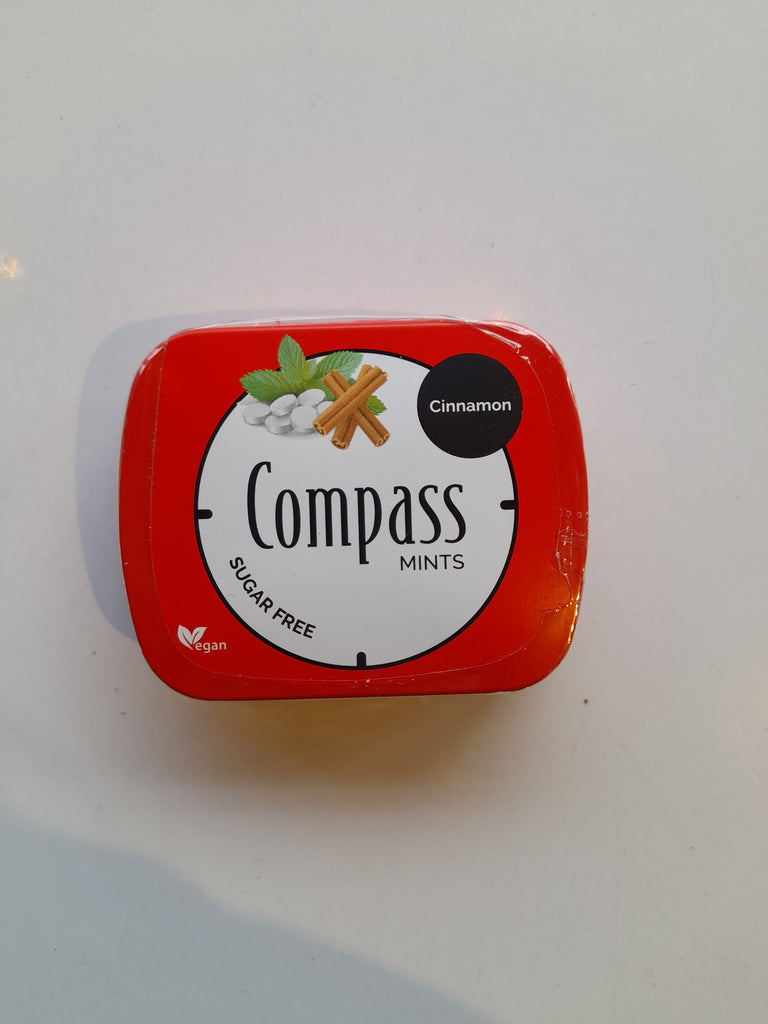 Cinnamon
Compass
MINTS
SUGAR FREE
Vegan